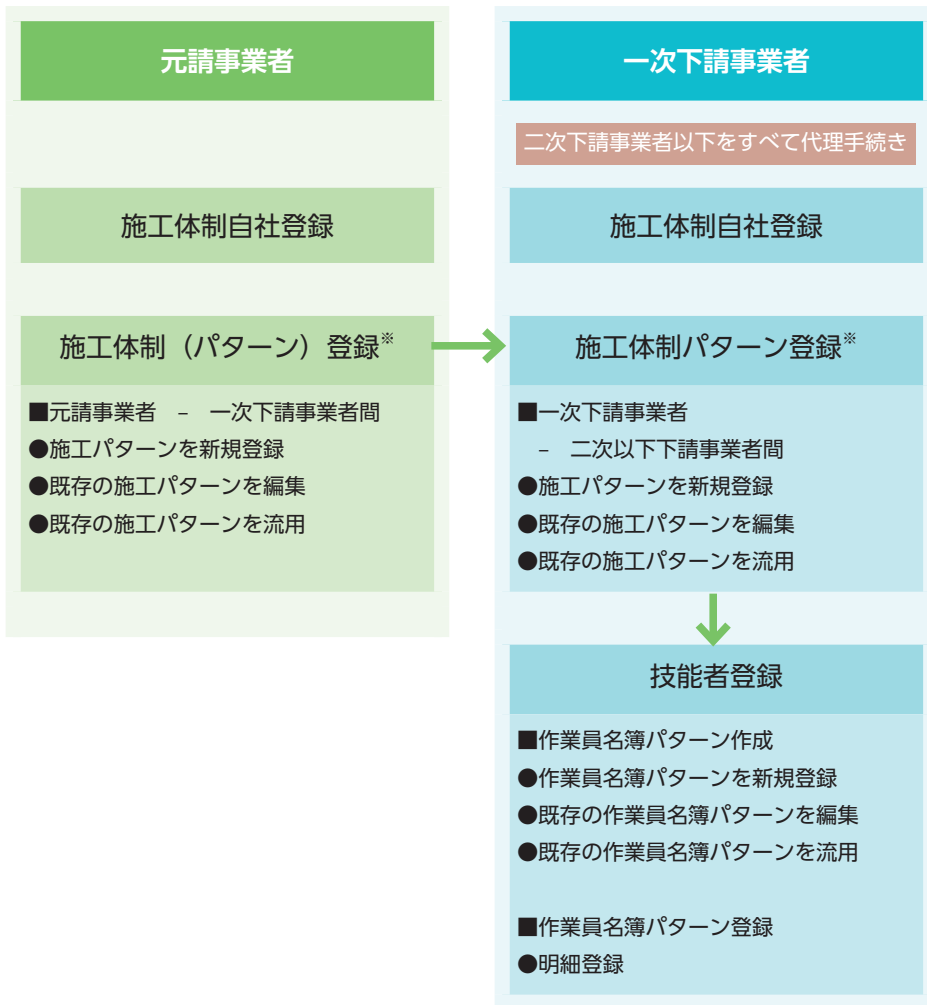 元請事業者
施工体制自社登録
施工体制（パターン）登録※
■元請事業者　–　一次下請事業者間
●施工パターンを新規登録
●既存の施工パターンを編集
●既存の施工パターンを流用
一次下請事業者
二次下請事業者以下をすべて代理手続き
施工体制自社登録
施工体制パターン登録※
■一次下請事業者
–　二次以下下請事業者間
●施工パターンを新規登録
●既存の施工パターンを編集
●既存の施工パターンを流用
技能者登録
■作業員名簿パターン作成
●作業員名簿パターンを新規登録
●既存の作業員名簿パターンを編集
●既存の作業員名簿パターンを流用
■作業員名簿パターン登録
●明細登録